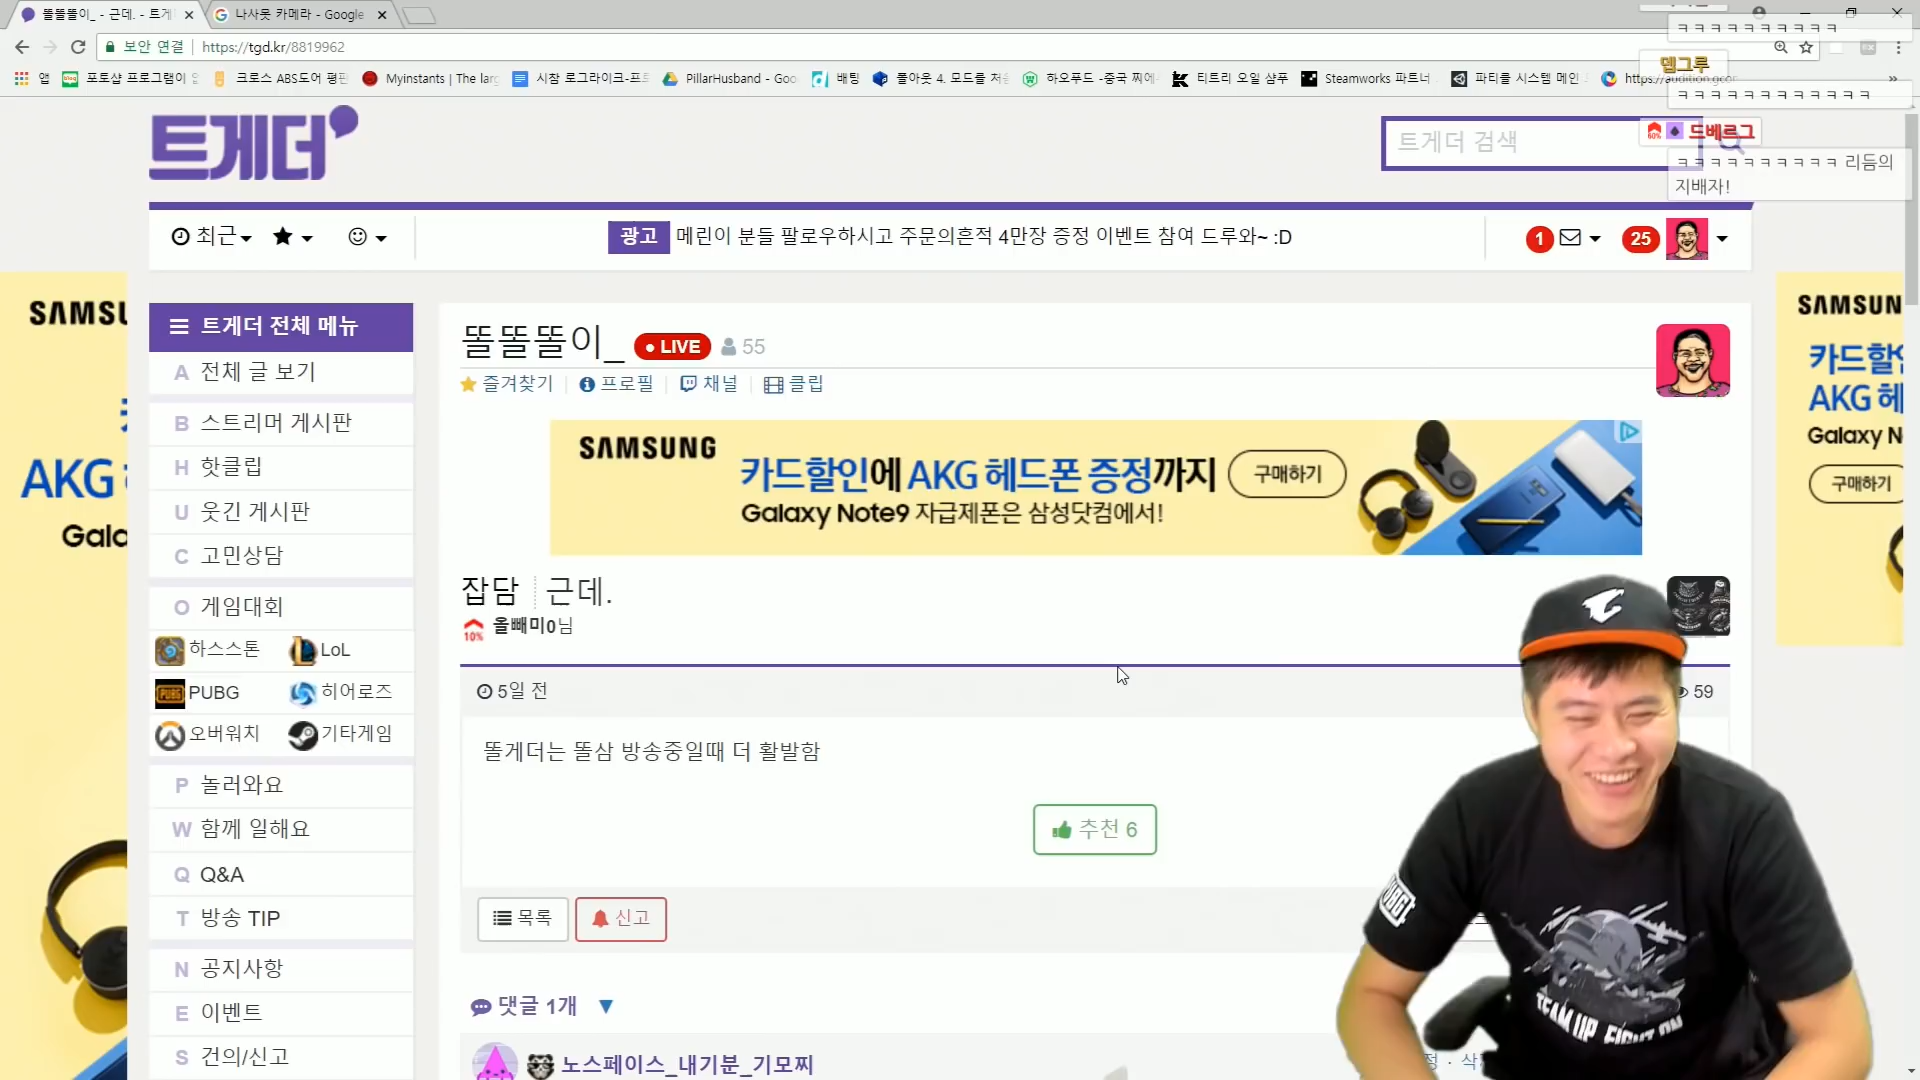 똘똘똘이_ - 근데. - 트게
나사못 카메라 - Google
보안 연결
https://tgd.kr/8819962
앱
포토샵 프로그램이
크로스 ABS도어 평판
Myinstants | The larg
시참 로그라이크-프
PillarHusband - Goo
배팅
폴아웃 4. 모드를 처
하오푸드 -중국 찌에
티트리 오일 샴푸
Steamworks 파트너
파티클 시스템 메인
ㅋㅋㅋㅋㅋㅋㅋㅋㅋㅋ
뎁그루
ㅋㅋㅋㅋㅋㅋㅋㅋㅋㅋㅋㅋ
60%
드베르그
ㅋㅋㅋㅋㅋㅋㅋㅋㅋㅋ 리듬의
지배자!
트게더
트게더 검색
최근
광고
메린이 분들 팔로우하시고 주문의흔적 4만장 증정 이벤트 참여 드루와~ :D
1
25
트게더 전체 메뉴
A 전체 글 보기
B 스트리머 게시판
H 핫클립
U 웃긴 게시판
C 고민상담
O 게임대회
하스스톤
LoL
PUBG
히어로즈
오버워치
기타게임
P 놀러와요
W 함께 일해요
Q Q&A
T 방송 TIP
N 공지사항
E 이벤트
S 건의/신고
똘똘똘이_
LIVE
55
즐겨찾기
프로필
채널
클립
SAMSUNG
카드할인에 AKG 헤드폰 증정까지
Galaxy Note9 자급제폰은 삼성닷컴에서!
구매하기
잡담
근데.
10%
올빼미0님
5일 전
59
똘게더는 똘삼 방송중일때 더 활발함
추천 6
목록
신고
댓글 1개
노스페이스_내기분_기모찌
AKG
SAMSUN
카드할
AKG 헤
Galaxy N
구매하기
PUBG
TEAM UP, FIGHT ON